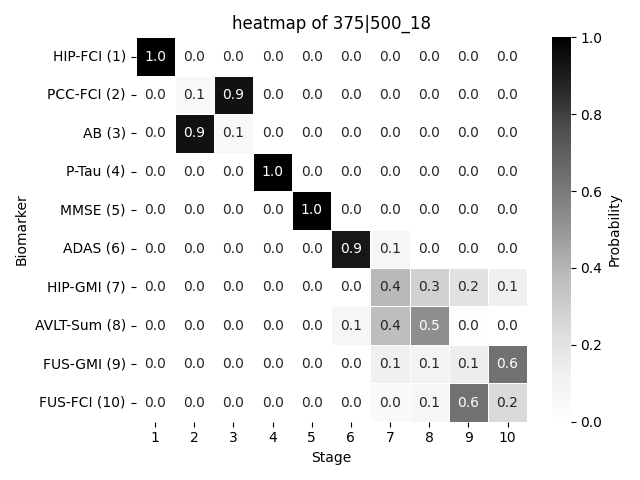 heatmap of 375|500_18
HIP-FCI (1) 1.0 0.0 0.0 0.0 0.0 0.0 0.0 0.0 0.0 0.0
PCC-FCI (2) 0.0 0.1 0.9 0.0 0.0 0.0 0.0 0.0 0.0 0.0
AB (3) 0.0 0.9 0.1 0.0 0.0 0.0 0.0 0.0 0.0 0.0
P-Tau (4) 0.0 0.0 0.0 1.0 0.0 0.0 0.0 0.0 0.0 0.0
MMSE (5) 0.0 0.0 0.0 0.0 1.0 0.0 0.0 0.0 0.0 0.0
ADAS (6) 0.0 0.0 0.0 0.0 0.0 0.9 0.1 0.0 0.0 0.0
HIP-GMI (7) 0.0 0.0 0.0 0.0 0.0 0.0 0.4 0.3 0.2 0.1
AVLT-Sum (8) 0.0 0.0 0.0 0.0 0.0 0.1 0.4 0.5 0.0 0.0
FUS-GMI (9) 0.0 0.0 0.0 0.0 0.0 0.0 0.1 0.1 0.1 0.6
FUS-FCI (10) 0.0 0.0 0.0 0.0 0.0 0.0 0.0 0.1 0.6 0.2
1 2 3 4 5 6 7 8 9 10
Stage
Biomarker
1.0
0.8
0.6
0.4
0.2
0.0
Probability